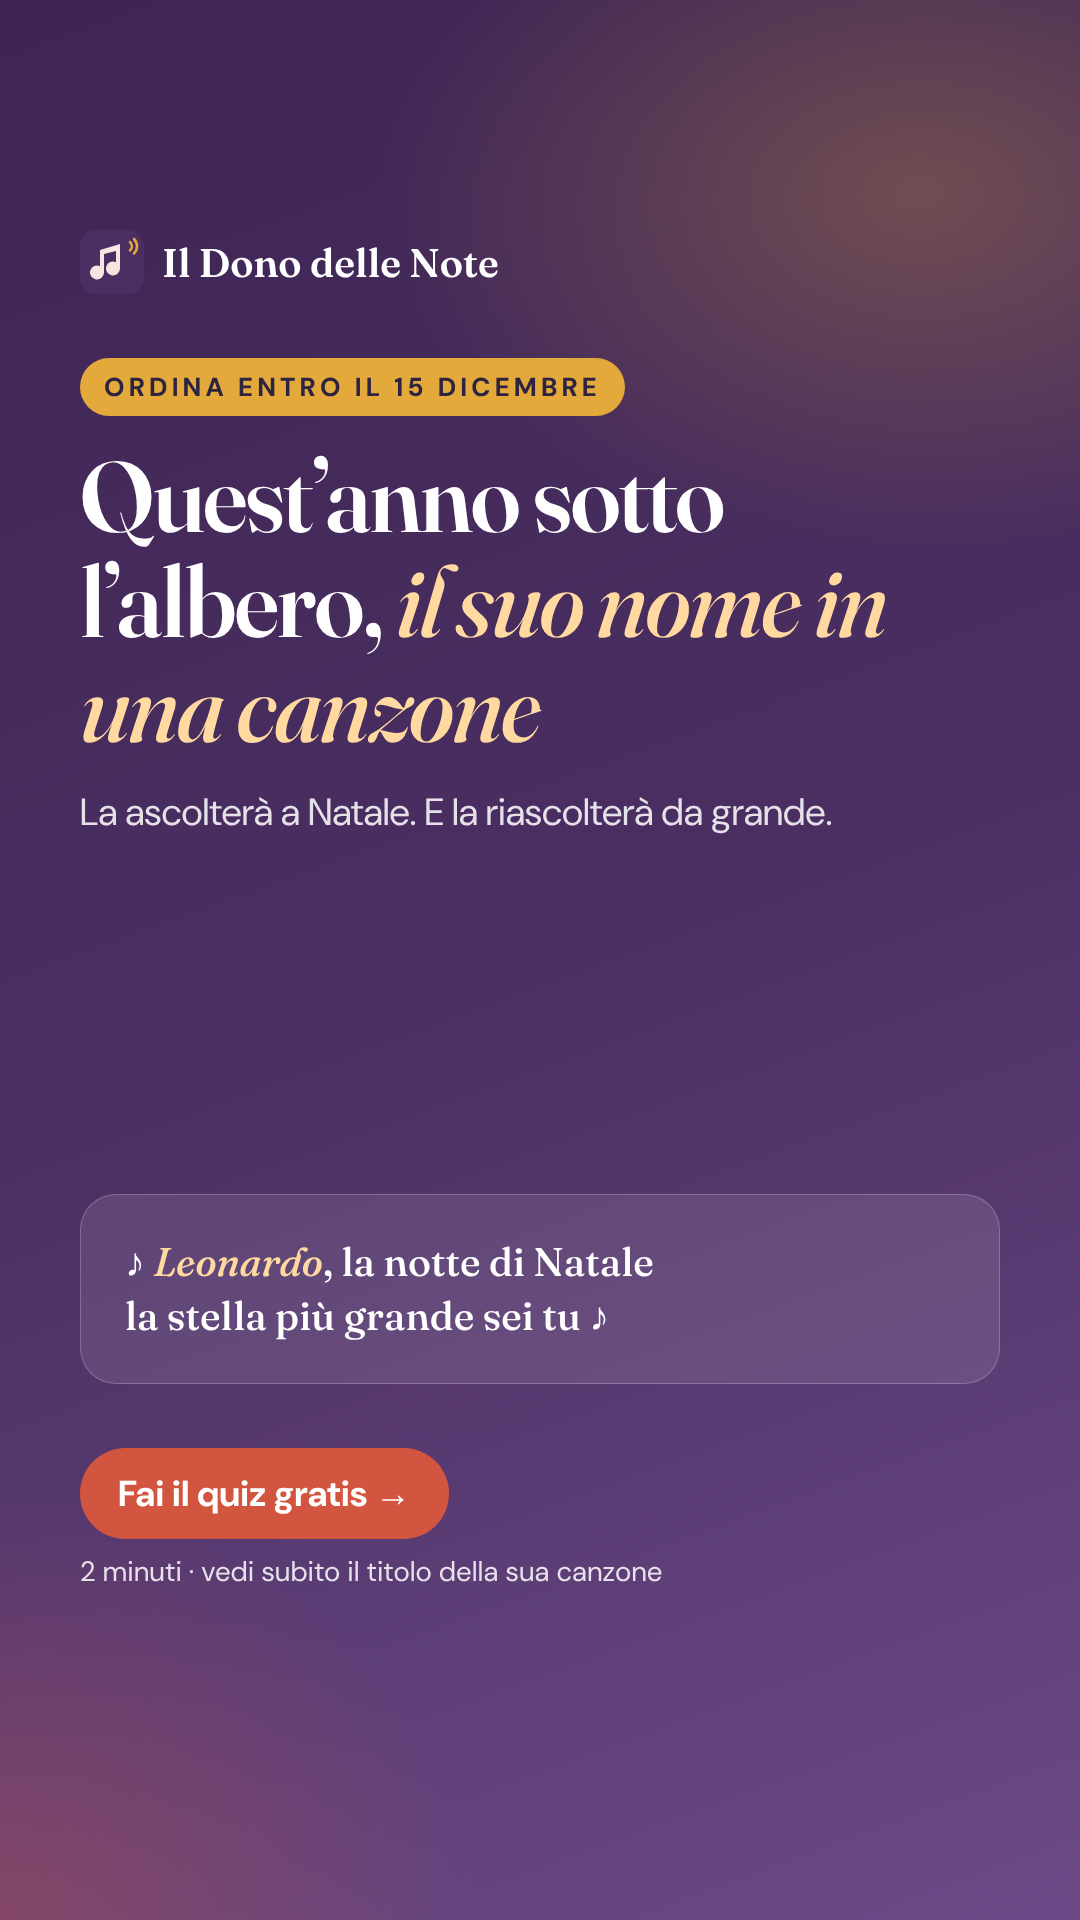 Il Dono delle Note
ORDINA ENTRO IL 15 DICEMBRE
Quest’anno sotto
l’albero, il suo nome in
una canzone
La ascolterà a Natale. E la riascolterà da grande.
♪ Leonardo, la notte di Natale
la stella più grande sei tu ♪
Fai il quiz gratis →
2 minuti · vedi subito il titolo della sua canzone